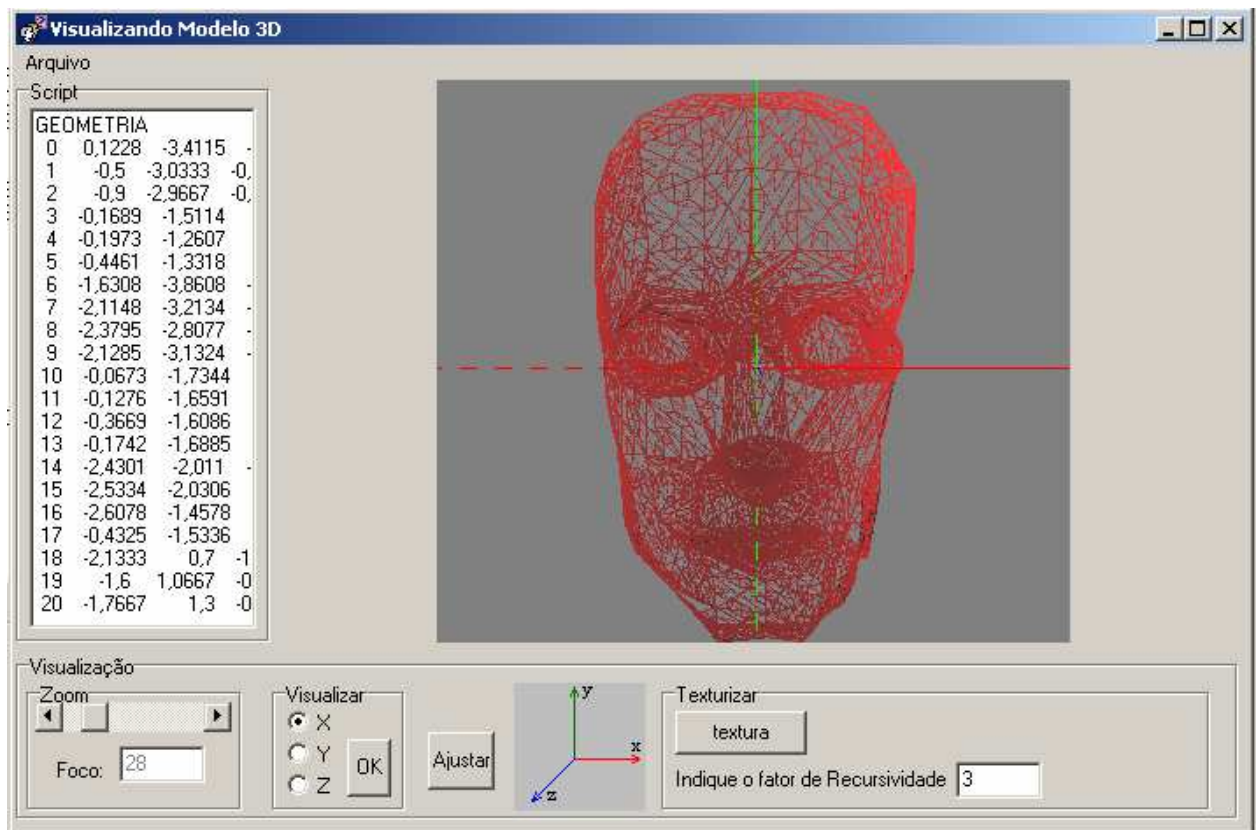 Visualizando Modelo 3D
Arquivo
Script
GEOMETRIA
0 0,1228 -3,4115 -
1 -0,5 -3,0333 -0,
2 -0,9 -2,9667 -0,
3 -0,1689 -1,5114
4 -0,1973 -1,2607
5 -0,4461 -1,3318
6 -1,6308 -3,8608 -
7 -2,1148 -3,2134 -
8 -2,3795 -2,8077 -
9 -2,1285 -3,1324 -
10 -0,0673 -1,7344
11 -0,1276 -1,6591
12 -0,3669 -1,6086
13 -0,1742 -1,6885
14 -2,4301 -2,011 -
15 -2,5334 -2,0306
16 -2,6078 -1,4578
17 -0,4325 -1,5336
18 -2,1333 0,7 -1
19 -1,6 1,0667 -0
20 -1,7667 1,3 -0
Visualização
Zoom
Foco: 28
Visualizar
X
Y
Z
OK
Ajustar
y
x
z
Texturizar
textura
Indique o fator de Recursividade 3